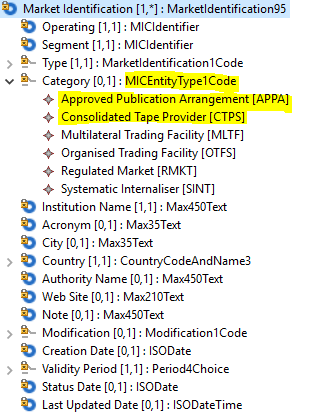 Market Identification [1,*] : MarketIdentification95
Operating [1,1] : MICIdentifier
Segment [1,1] : MICIdentifier
Type [1,1] : MarketIdentification1Code
Category [0,1] : MICEntityType1Code
Approved Publication Arrangement [APPA]
Consolidated Tape Provider [CTPS]
Multilateral Trading Facility [MLTF]
Organised Trading Facility [OTFS]
Regulated Market [RMKT]
Systematic Internaliser [SINT]
Institution Name [1,1] : Max450Text
Acronym [0,1] : Max35Text
City [0,1] : Max35Text
Country [1,1] : CountryCodeAndName3
Authority Name [0,1] : Max450Text
Web Site [0,1] : Max210Text
Note [0,1] : Max450Text
Modification [0,1] : Modification1Code
Creation Date [0,1] : ISODate
Validity Period [1,1] : Period4Choice
Status Date [0,1] : ISODate
Last Updated Date [0,1] : ISODateTime